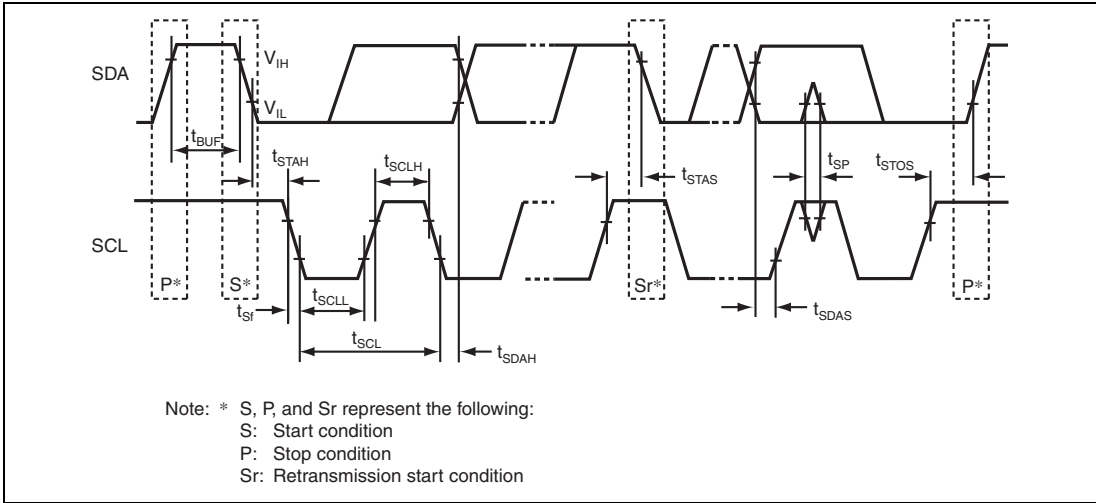 SDA
V_IH
V_IL
t_BUF
t_STAH
t_SCLH
t_STAS
t_SP
t_STOS
SCL
P*
S*
Sr*
P*
t_Sf
t_SCLL
t_SCL
t_SDAH
t_SDAS
Note: * S, P, and Sr represent the following:
S: Start condition
P: Stop condition
Sr: Retransmission start condition